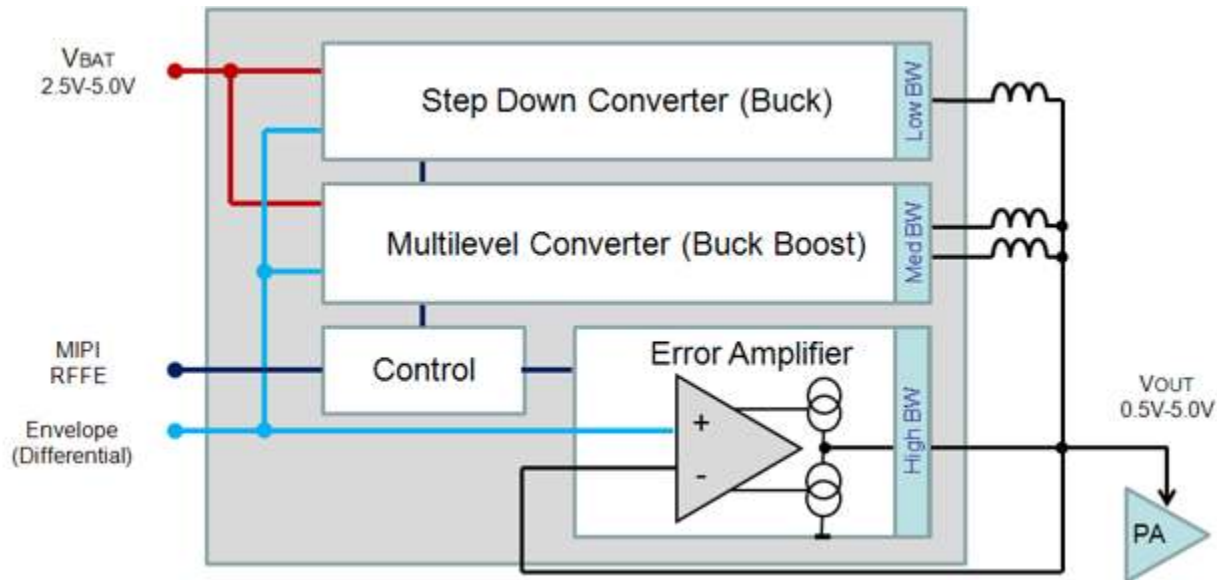 VBAT
2.5V-5.0V
Step Down Converter (Buck)
Low BW
Multilevel Converter (Buck Boost)
Med BW
MIPI
RFFE
Control
Error Amplifier
+
-
High BW
Envelope
(Differential)
VOUT
0.5V-5.0V
PA